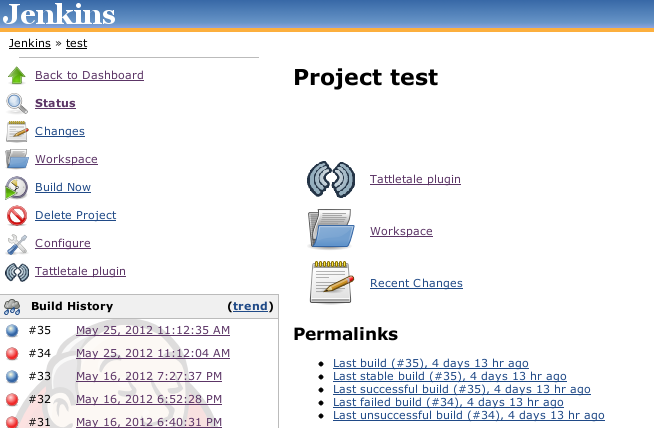 Jenkins
Jenkins » test
Back to Dashboard
Status
Changes
Workspace
Build Now
Delete Project
Configure
Tattletale plugin
Build History (trend)
#35 May 25, 2012 11:12:35 AM
#34 May 25, 2012 11:12:04 AM
#33 May 16, 2012 7:27:37 PM
#32 May 16, 2012 6:52:28 PM
#31 May 16, 2012 6:40:31 PM
Project test
Tattletale plugin
Workspace
Recent Changes
Permalinks
Last build (#35), 4 days 13 hr ago
Last stable build (#35), 4 days 13 hr ago
Last successful build (#35), 4 days 13 hr ago
Last failed build (#34), 4 days 13 hr ago
Last unsuccessful build (#34), 4 days 13 hr ago